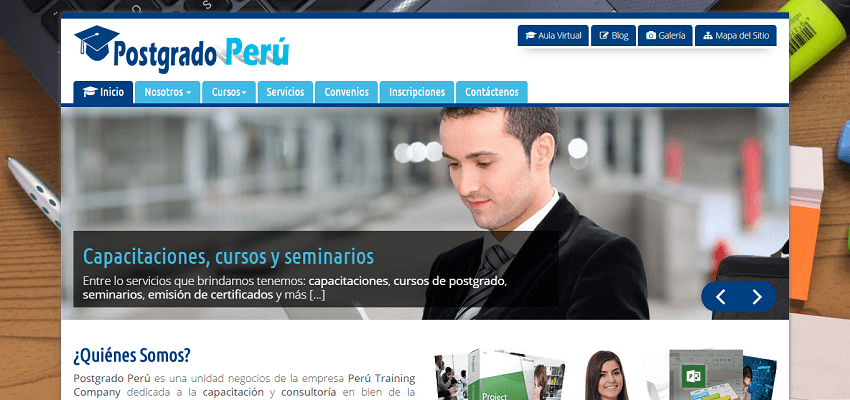 Postgrado Perú
Aula Virtual
Blog
Galería
Mapa del Sitio
Inicio
Nosotros
Cursos
Servicios
Convenios
Inscripciones
Contáctenos
Capacitaciones, cursos y seminarios
Entre lo servicios que brindamos tenemos: capacitaciones, cursos de postgrado,
seminarios, emisión de certificados y más [...]
¿Quiénes Somos?
Postgrado Perú es una unidad negocios de la empresa Perú Training
Company dedicada a la capacitación y consultoría en bien de la
Project